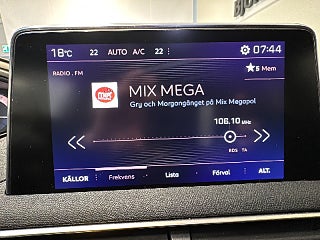 18°C 22 AUTO A/C 22 07:44
RADIO . FM
5 Mem
MIX MEGA
Gry och Morgongänget på Mix Megapol
106.10 MHz
RDS TA
KÄLLOR Frekvens Lista Förval ALT.